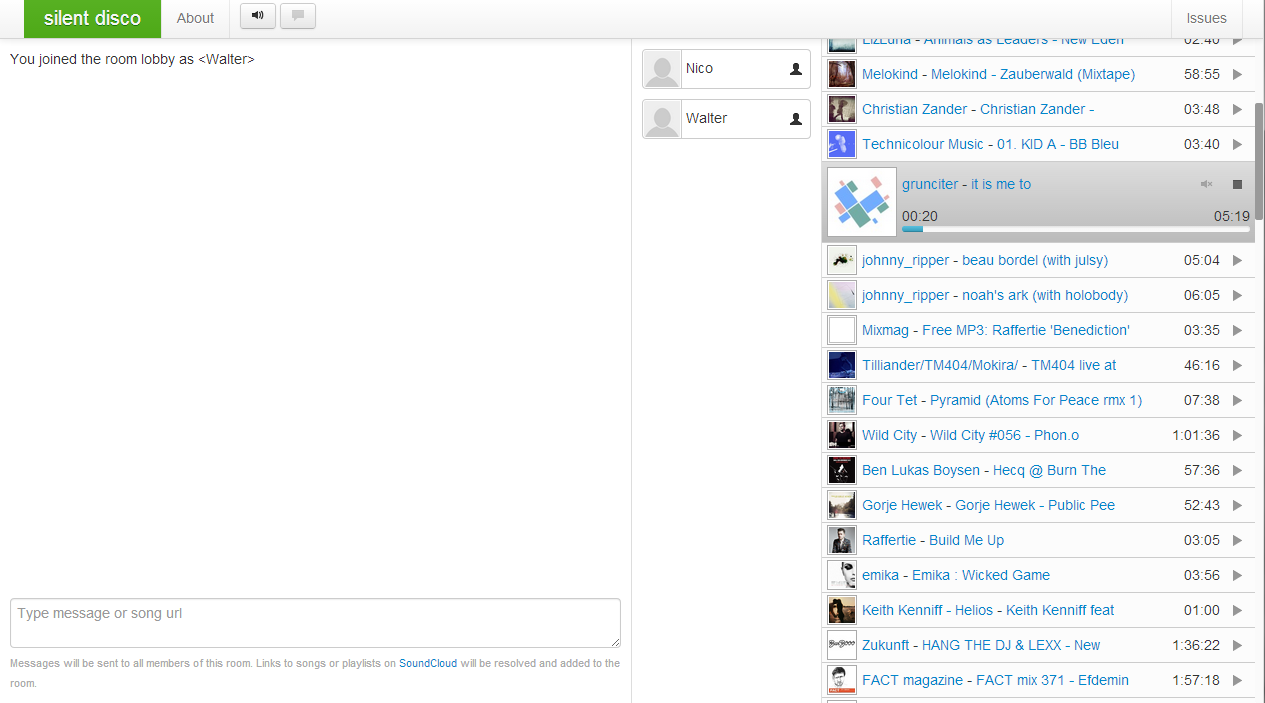 silent disco
About
Issues
You joined the room lobby as <Walter>
Type message or song url
Messages will be sent to all members of this room. Links to songs or playlists on SoundCloud will be resolved and added to the
room.
Nico
Walter
LizLuna - Animals as Leaders - New Eden 02:40
Melokind - Melokind - Zauberwald (Mixtape) 58:55
Christian Zander - Christian Zander - 03:48
Technicolour Music - 01. KID A - BB Bleu 03:40
grunciter - it is me to
00:20 05:19
johnny_ripper - beau bordel (with julsy) 05:04
johnny_ripper - noah's ark (with holobody) 06:05
Mixmag - Free MP3: Raffertie 'Benediction' 03:35
Tilliander/TM404/Mokira/ - TM404 live at 46:16
Four Tet - Pyramid (Atoms For Peace rmx 1) 07:38
Wild City - Wild City #056 - Phon.o 1:01:36
Ben Lukas Boysen - Hecq @ Burn The 57:36
Gorje Hewek - Gorje Hewek - Public Pee 52:43
Raffertie - Build Me Up 03:05
emika - Emika : Wicked Game 03:56
Keith Kenniff - Helios - Keith Kenniff feat 01:00
Zukunft - HANG THE DJ & LEXX - New 1:36:22
FACT magazine - FACT mix 371 - Efdemin 1:57:18